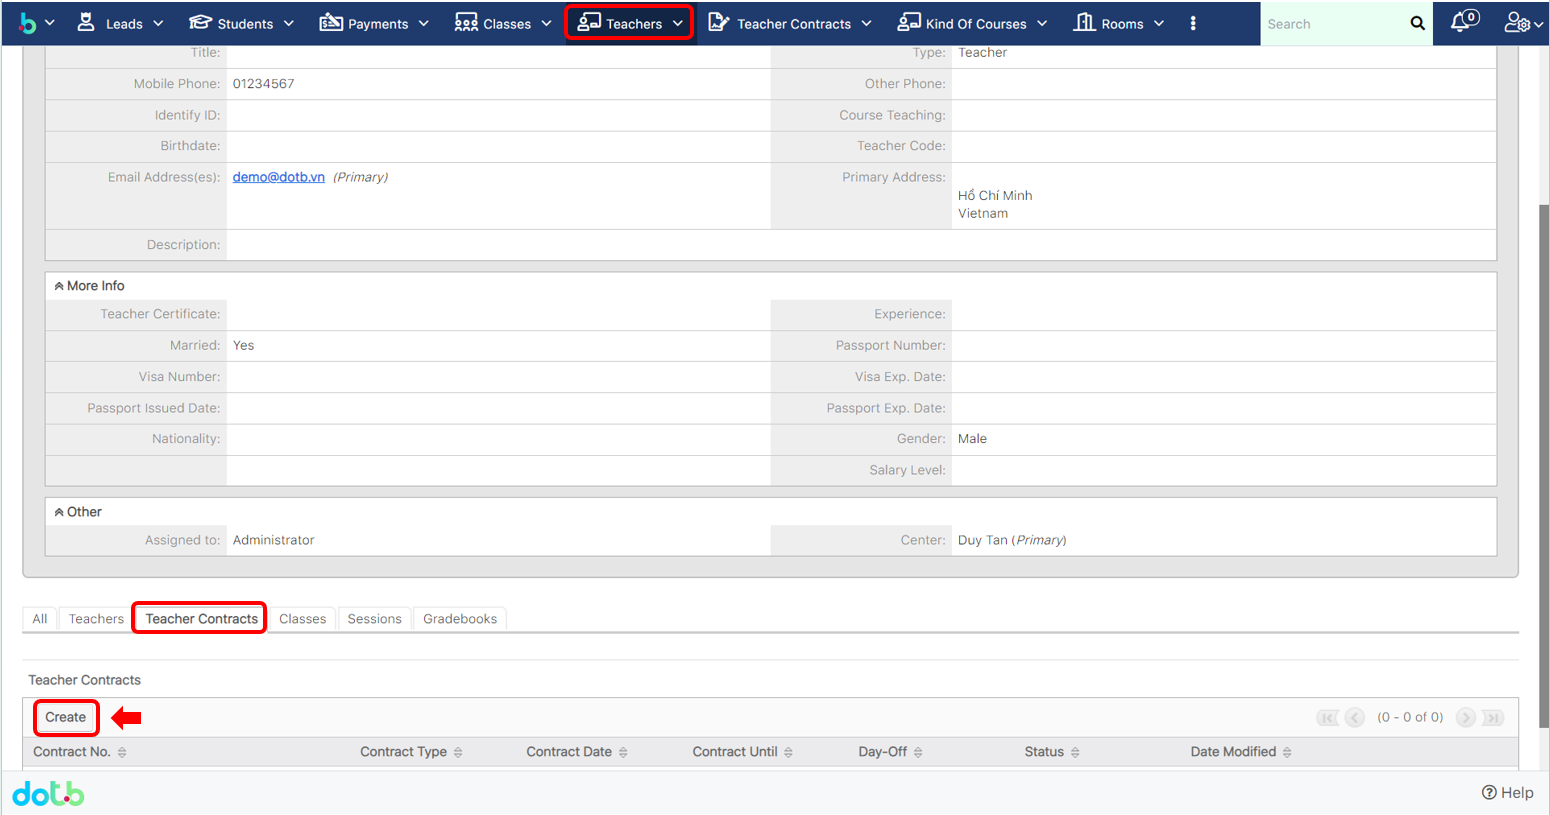 b Leads Students Payments Classes Teachers Teacher Contracts Kind Of Courses Rooms Search 0
Title: Type: Teacher
Mobile Phone: 01234567 Other Phone:
Identify ID: Course Teaching:
Birthdate: Teacher Code:
Email Address(es): demo@dotb.vn (Primary) Primary Address:
Hồ Chí Minh
Vietnam
Description:
More Info
Teacher Certificate: Experience:
Married: Yes Passport Number:
Visa Number: Visa Exp. Date:
Passport Issued Date: Passport Exp. Date:
Nationality: Gender: Male
Salary Level:
Other
Assigned to: Administrator Center: Duy Tan (Primary)
All Teachers Teacher Contracts Classes Sessions Gradebooks
Teacher Contracts
Create (0 - 0 of 0)
Contract No. Contract Type Contract Date Contract Until Day-Off Status Date Modified
dotb Help